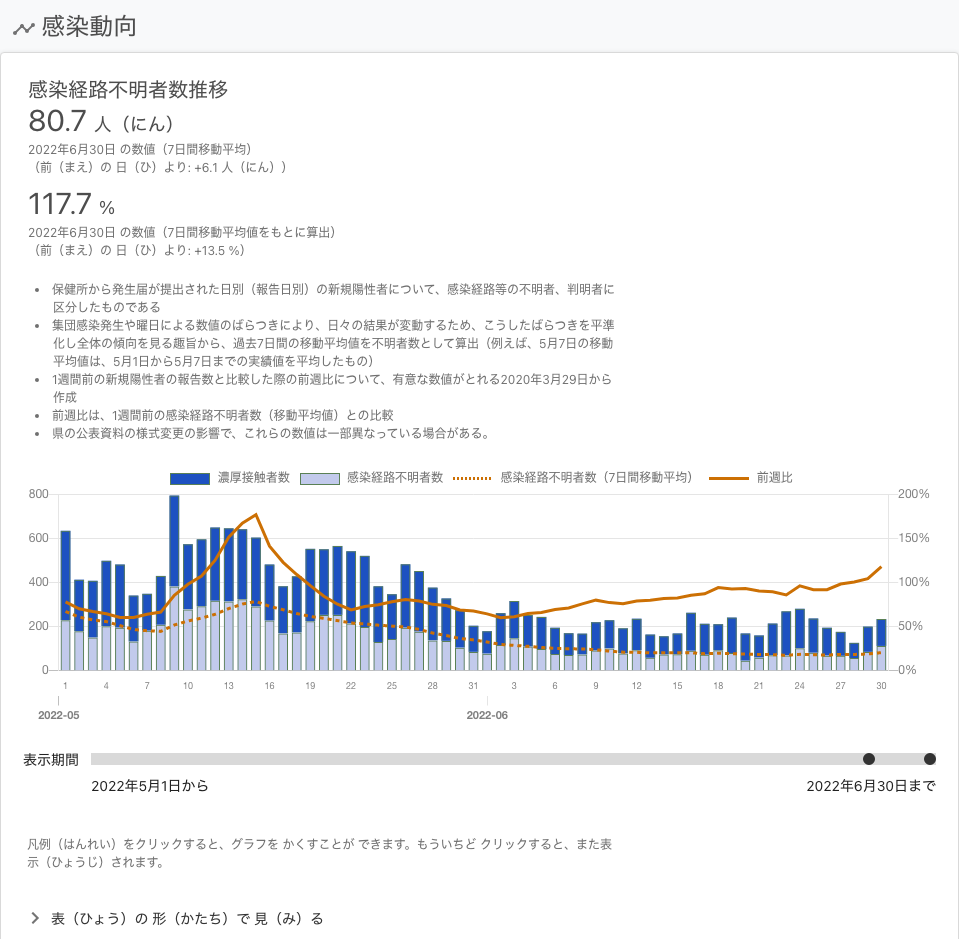 感染動向
感染経路不明者数推移
80.7 人（にん）
2022年6月30日 の数値（7日間移動平均）
（前（まえ）の 日（ひ）より: +6.1 人（にん））
117.7 %
2022年6月30日 の数値（7日間移動平均値をもとに算出）
（前（まえ）の 日（ひ）より: +13.5 %）
• 保健所から発生届が提出された日別（報告日別）の新規陽性者について、感染経路等の不明者、判明者に
区分したものである
• 集団感染発生や曜日による数値のばらつきにより、日々の結果が変動するため、こうしたばらつきを平準
化し全体の傾向を見る趣旨から、過去7日間の移動平均値を不明者数として算出（例えば、5月7日の移動
平均値は、5月1日から5月7日までの実績値を平均したもの）
• 1週間前の新規陽性者の報告数と比較した際の前週比について、有意な数値がとれる2020年3月29日から
作成
• 前週比は、1週間前の感染経路不明者数（移動平均値）との比較
• 県の公表資料の様式変更の影響で、これらの数値は一部異なっている場合がある。
濃厚接触者数 感染経路不明者数 感染経路不明者数（7日間移動平均） 前週比
800 200%
600 150%
400 100%
200 50%
0 0%
1 4 7 10 13 16 19 22 25 28 31 3 6 9 12 15 18 21 24 27 30
2022-05 2022-06
表示期間
2022年5月1日から 2022年6月30日まで
凡例（はんれい）をクリックすると、グラフを かくすことが できます。もういちど クリックすると、また表
示（ひょうじ）されます。
表（ひょう）の 形（かたち）で 見（み）る